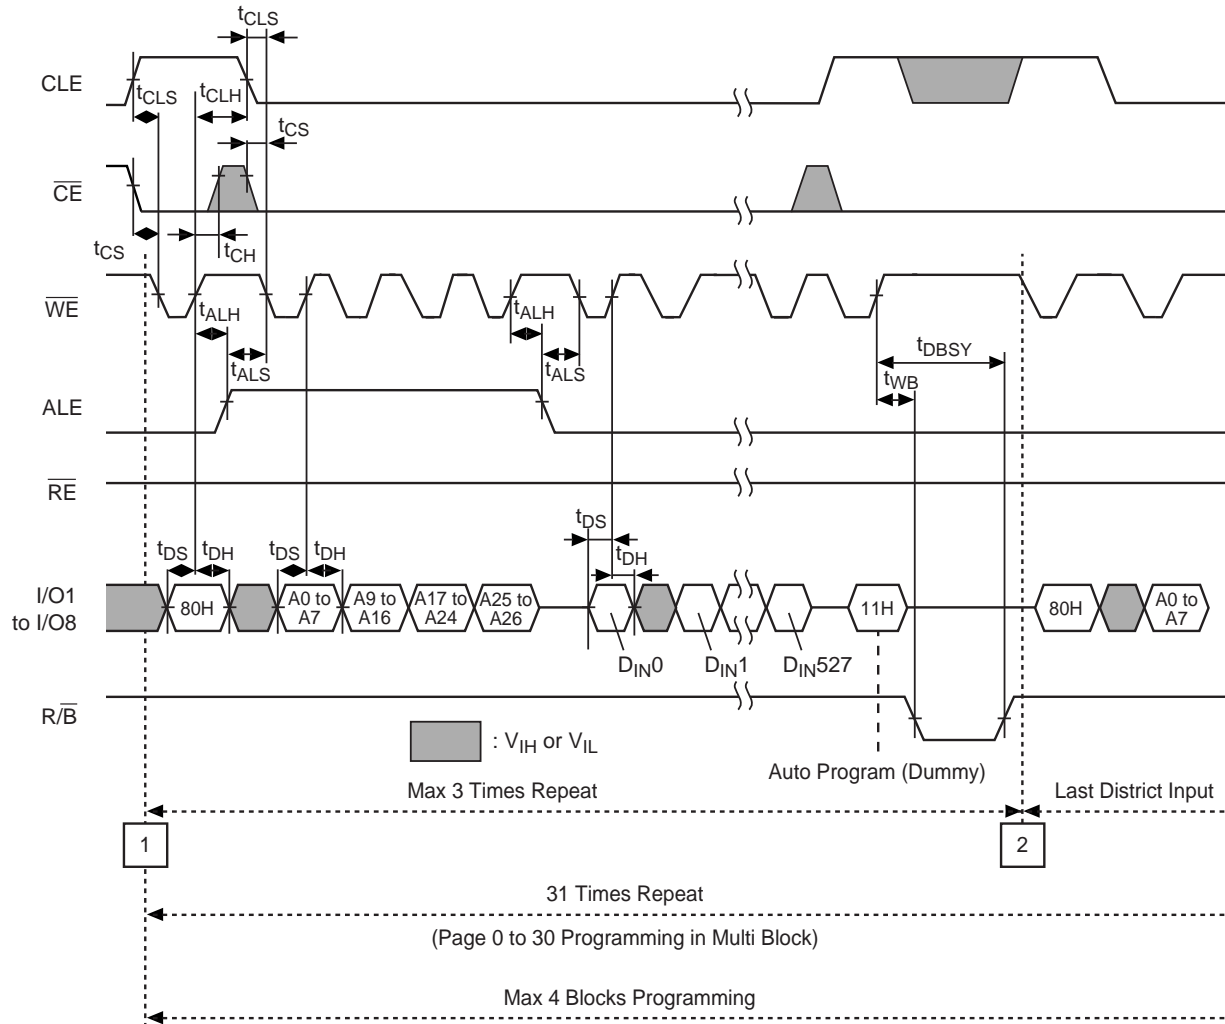 tCLS
CLE
tCLS tCLH
tCS
CE
tCS tCH
WE
tALH tALH
tDBSY
tALS tALS tWB
ALE
RE
tDS
tDS tDH tDS tDH tDH
I/O1 to I/O8
80H A0 to A7 A9 to A16 A17 to A24 A25 to A26 11H 80H A0 to A7
DIN0 DIN1 DIN527
R/B
: VIH or VIL
Auto Program (Dummy)
Max 3 Times Repeat Last District Input
1 2
31 Times Repeat
(Page 0 to 30 Programming in Multi Block)
Max 4 Blocks Programming